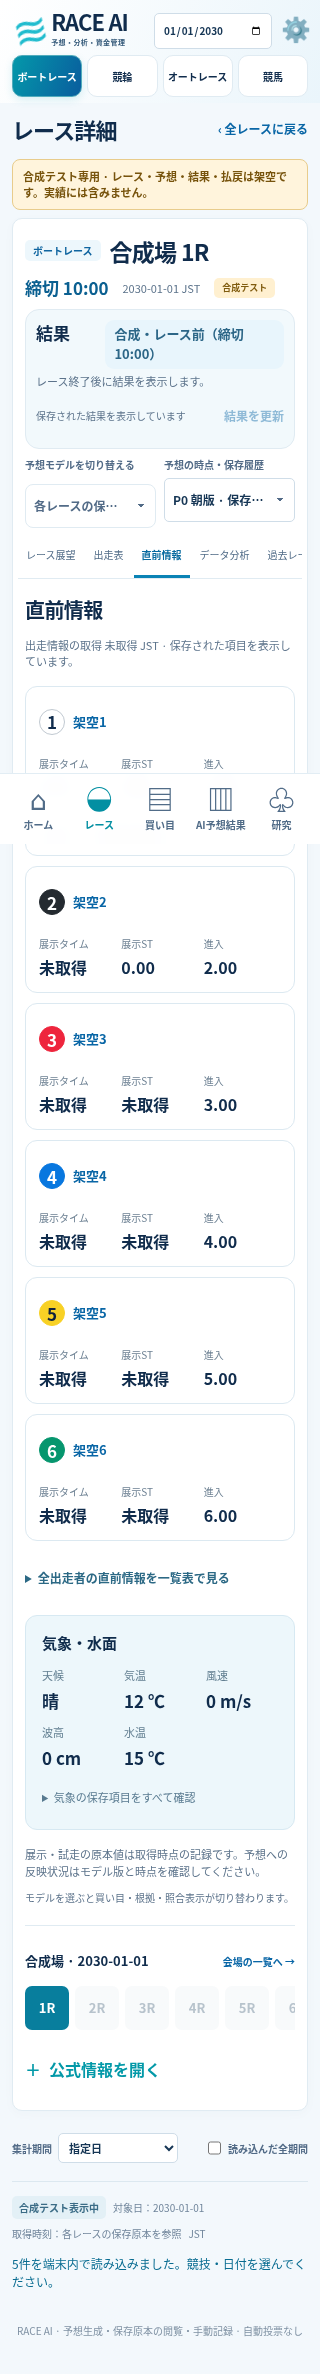 RACE AI
予想・分析・資金管理
01/01/2030
ボートレース
競輪
オートレース
競馬
レース詳細
‹ 全レースに戻る
合成テスト専用・レース・予想・結果・払戻は架空で
す。実績には含みません。
ボートレース 合成場 1R
締切 10:00 2030-01-01 JST 合成テスト
結果
合成・レース前（締切
10:00）
レース終了後に結果を表示します。
保存された結果を表示しています
結果を更新
予想モデルを切り替える
予想の時点・保存履歴
各レースの保…
P0 朝版・保存…
レース展望 出走表 直前情報 データ分析 過去レー
直前情報
出走情報の取得 未取得 JST・保存された項目を表示し
ています。
1 架空1
展示タイム 展示ST 進入
ホーム
レース
買い目
AI予想結果
研究
2 架空2
展示タイム 展示ST 進入
未取得 0.00 2.00
3 架空3
展示タイム 展示ST 進入
未取得 未取得 3.00
4 架空4
展示タイム 展示ST 進入
未取得 未取得 4.00
5 架空5
展示タイム 展示ST 進入
未取得 未取得 5.00
6 架空6
展示タイム 展示ST 進入
未取得 未取得 6.00
▶ 全出走者の直前情報を一覧表で見る
気象・水面
天候 気温 風速
晴 12 ℃ 0 m/s
波高 水温
0 cm 15 ℃
▶ 気象の保存項目をすべて確認
展示・試走の原本値は取得時点の記録です。予想への
反映状況はモデル版と時点を確認してください。
モデルを選ぶと買い目・根拠・照合表示が切り替わります。
合成場・2030-01-01
会場の一覧へ →
1R 2R 3R 4R 5R 6
＋ 公式情報を開く
集計期間 指定日 読み込んだ全期間
合成テスト表示中 対象日：2030-01-01
取得時刻：各レースの保存原本を参照 JST
5件を端末内で読み込みました。競技・日付を選んでく
ださい。
RACE AI・予想生成・保存原本の閲覧・手動記録・自動投票なし